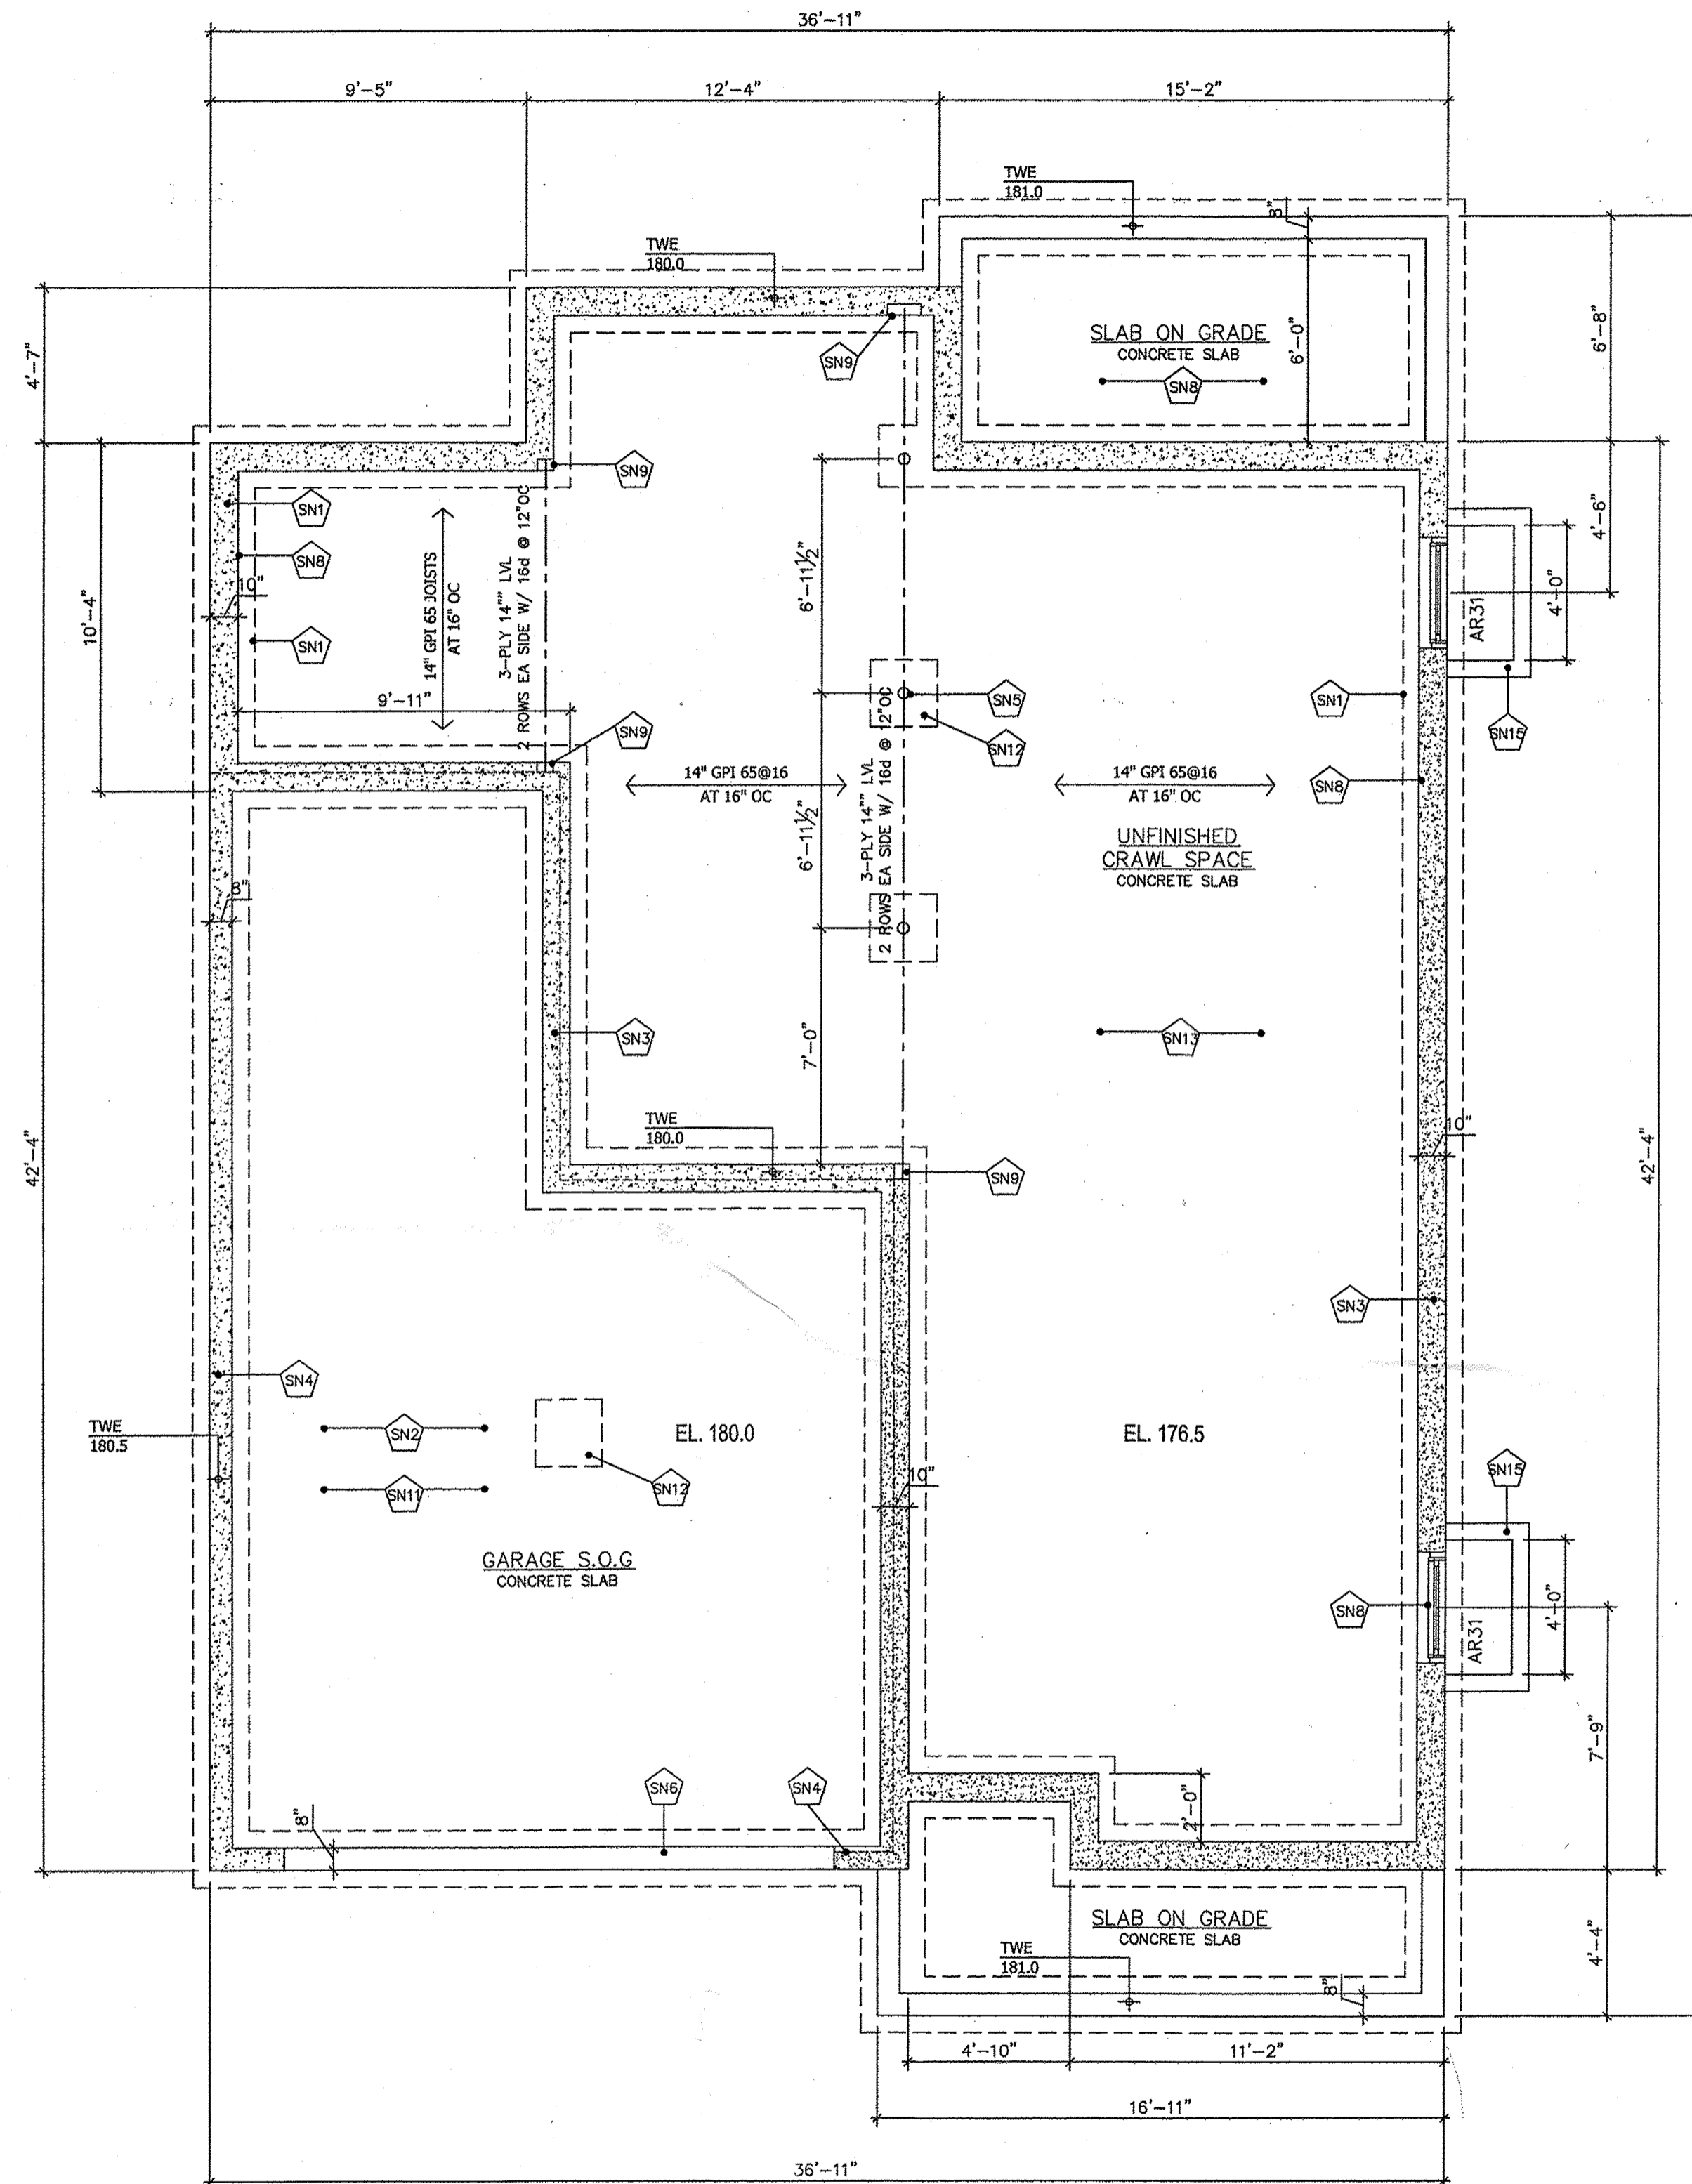 36'-11"
9'-5"
12'-4"
15'-2"
TWE
181.0
8"
TWE
180.0
SLAB ON GRADE
CONCRETE SLAB
6'-0"
6'-8"
SN8
SN9
4'-7"
SN9
SN1
SN8
10"
SN1
10'-4"
14" GPI 65 JOISTS
AT 16" OC
3-PLY 14"" LVL
2 ROWS EA SIDE W/ 16d @ 12"OC
9'-11"
SN9
6'-11½"
4'-6"
4'-0"
AR31
SN15
SN5
SN12
SN1
SN8
14" GPI 65@16
AT 16" OC
14" GPI 65@16
AT 16" OC
6'-11½"
3-PLY 14"" LVL
2 ROWS EA SIDE W/ 16d @ 12"OC
UNFINISHED
CRAWL SPACE
CONCRETE SLAB
8"
SN3
SN13
7'-0"
TWE
180.0
10"
SN9
42'-4"
42'-4"
SN3
SN4
TWE
180.5
SN2
SN11
SN12
EL. 180.0
EL. 176.5
10"
SN15
GARAGE S.O.G
CONCRETE SLAB
SN8
AR31
4'-0"
7'-9"
8"
SN6
SN4
2'-0"
SLAB ON GRADE
CONCRETE SLAB
TWE
181.0
8"
4'-4"
4'-10"
11'-2"
16'-11"
36'-11"